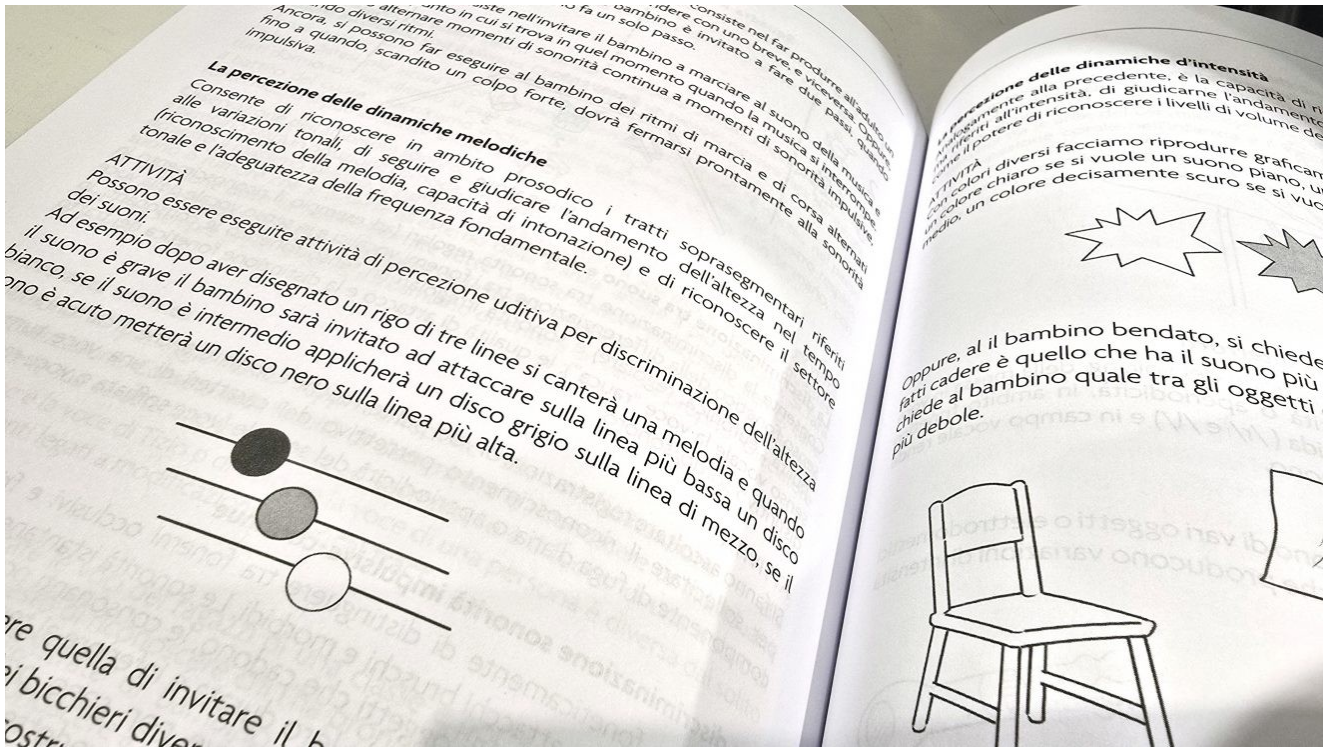 consiste nel far produrre all'adulto un
ndere con uno breve, e viceversa. Oppure
bambino è invitato a fare due passi, quando
o fa un solo passo.
siste nell'invitare il bambino a marciare al suono della musica e
unto in cui si trova in quel momento quando la musica si interrompe.
alternare momenti di sonorità continua a momenti di sonorità impulsive,
ndo diversi ritmi.
Ancora, si possono far eseguire al bambino dei ritmi di marcia e di corsa alternati
fino a quando, scandito un colpo forte, dovrà fermarsi prontamente alla sonorità
impulsiva.
La percezione delle dinamiche melodiche
Consente di riconoscere in ambito prosodico i tratti soprasegmentari riferiti
alle variazioni tonali, di seguire e giudicare l'andamento dell'altezza nel tempo
(riconoscimento della melodia, capacità di intonazione) e di riconoscere il settore
tonale e l'adeguatezza della frequenza fondamentale.
ATTIVITÀ
Possono essere eseguite attività di percezione uditiva per discriminazione dell'altezza
dei suoni.
Ad esempio dopo aver disegnato un rigo di tre linee si canterà una melodia e quando
il suono è grave il bambino sarà invitato ad attaccare sulla linea più bassa un disco
bianco, se il suono è intermedio applicherà un disco grigio sulla linea di mezzo, se il
ono è acuto metterà un disco nero sulla linea più alta.
ere quella di invitare il b
ei bicchieri diver
ostru
percezione delle dinamiche d'intensità
Analogamente alla precedente, è la capacità di ri
riferiti all'intensità, di giudicarne l'andamento
come il potere di riconoscere i livelli di volume de
ATTIVITÀ
Con colori diversi facciamo riprodurre graficam
un colore chiaro se si vuole un suono piano, u
medio, un colore decisamente scuro se si vuo
Oppure, al il bambino bendato, si chiede
fatti cadere è quello che ha il suono più
chiede al bambino quale tra gli oggetti
più debole.